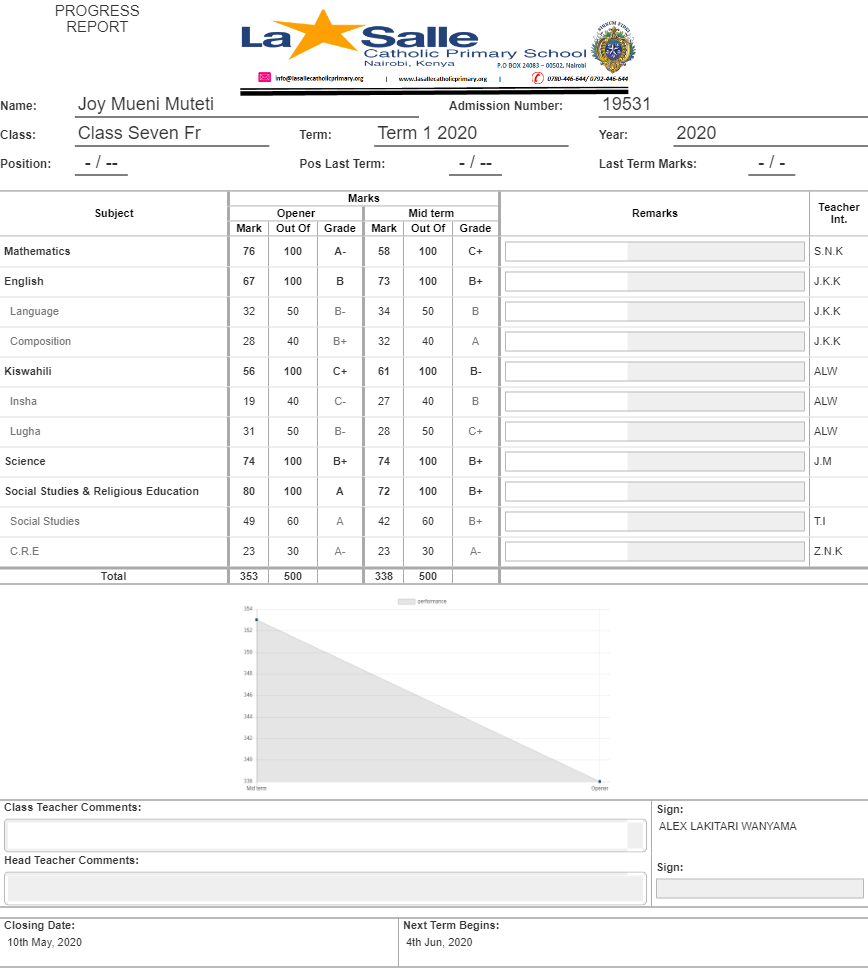 PROGRESS
REPORT
La Salle
Catholic Primary School
Nairobi, Kenya
P.O BOX 24083 – 00502, Nairobi
info@lasallecatholicprimary.org | www.lasallecatholicprimary.org | 0780-446-644/ 0792-446-644
Name: Joy Mueni Muteti Admission Number: 19531
Class: Class Seven Fr Term: Term 1 2020 Year: 2020
Position: - / -- Pos Last Term: - / -- Last Term Marks: - / -
Subject Marks Remarks Teacher Int.
Opener Mid term
Mark Out Of Grade Mark Out Of Grade
Mathematics 76 100 A- 58 100 C+ S.N.K
English 67 100 B 73 100 B+ J.K.K
Language 32 50 B- 34 50 B J.K.K
Composition 28 40 B+ 32 40 A J.K.K
Kiswahili 56 100 C+ 61 100 B- ALW
Insha 19 40 C- 27 40 B ALW
Lugha 31 50 B- 28 50 C+ ALW
Science 74 100 B+ 74 100 B+ J.M
Social Studies & Religious Education 80 100 A 72 100 B+
Social Studies 49 60 A 42 60 B+ T.I
C.R.E 23 30 A- 23 30 A- Z.N.K
Total 353 500 338 500
performance
354
352
350
348
346
344
342
340
338
Mid term Opener
Class Teacher Comments: Sign:
ALEX LAKITARI WANYAMA
Head Teacher Comments:
Sign:
Closing Date: Next Term Begins:
10th May, 2020 4th Jun, 2020